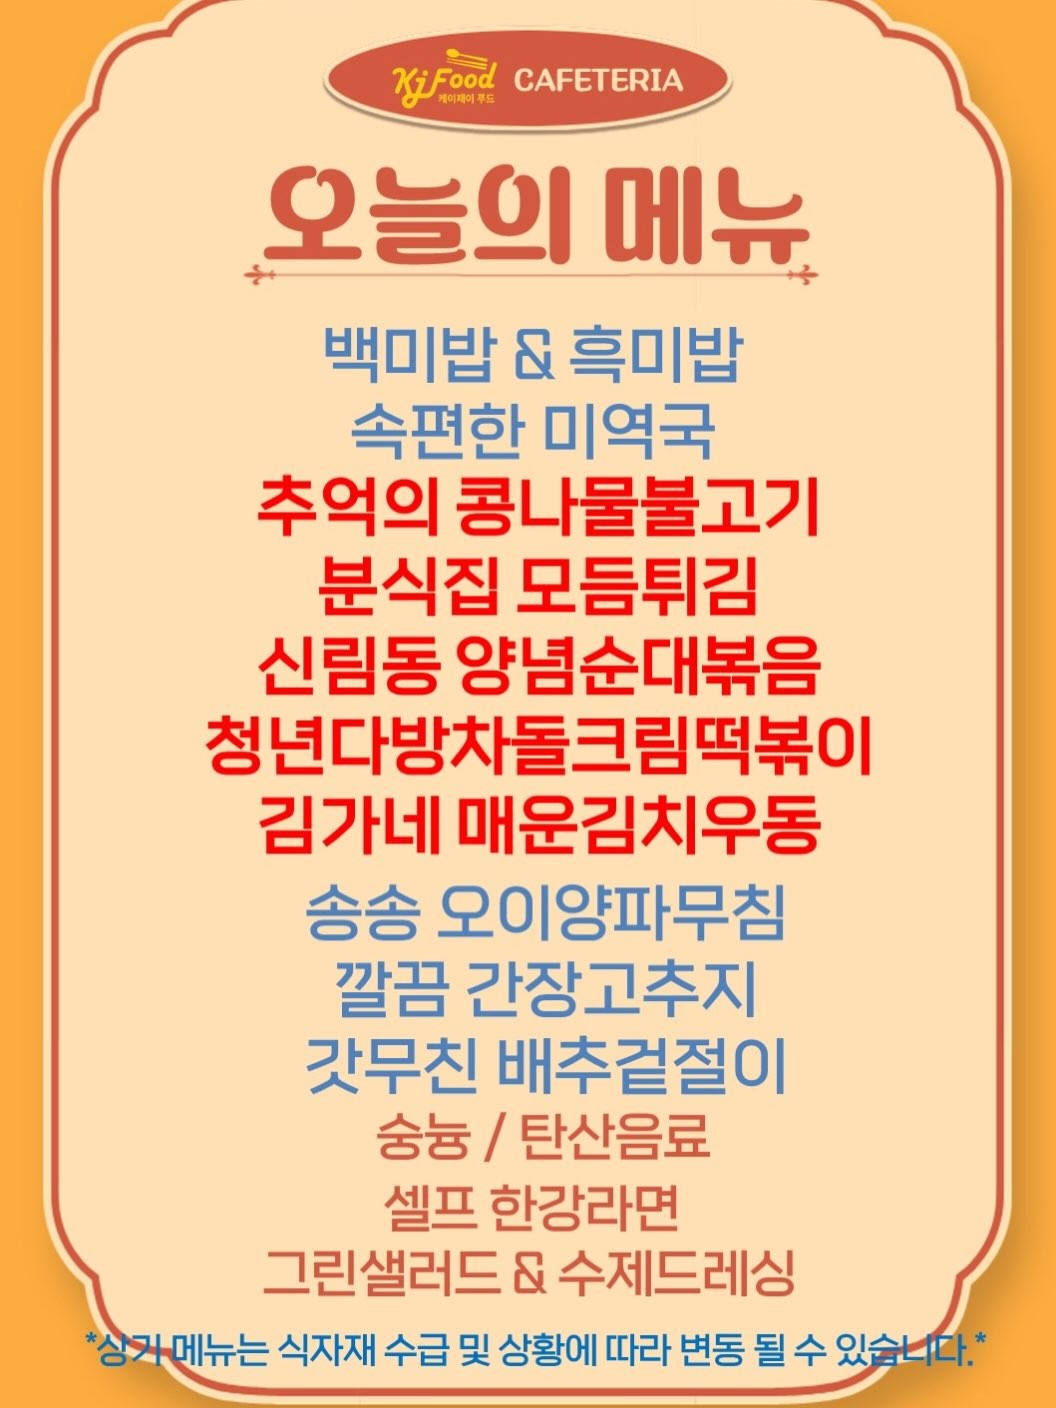 KjFood CAFETERIA
케이제이 푸드
오늘의 메뉴
백미밥 & 흑미밥
속편한 미역국
추억의 콩나물불고기
분식집 모듬튀김
신림동 양념순대볶음
청년다방차돌크림떡볶이
김가네 매운김치우동
송송 오이양파무침
깔끔 간장고추지
갓무친 배추겉절이
숭늉 / 탄산음료
셀프 한강라면
그린샐러드 & 수제드레싱
*상기 메뉴는 식자재 수급 및 상황에 따라 변동 될 수 있습니다.*